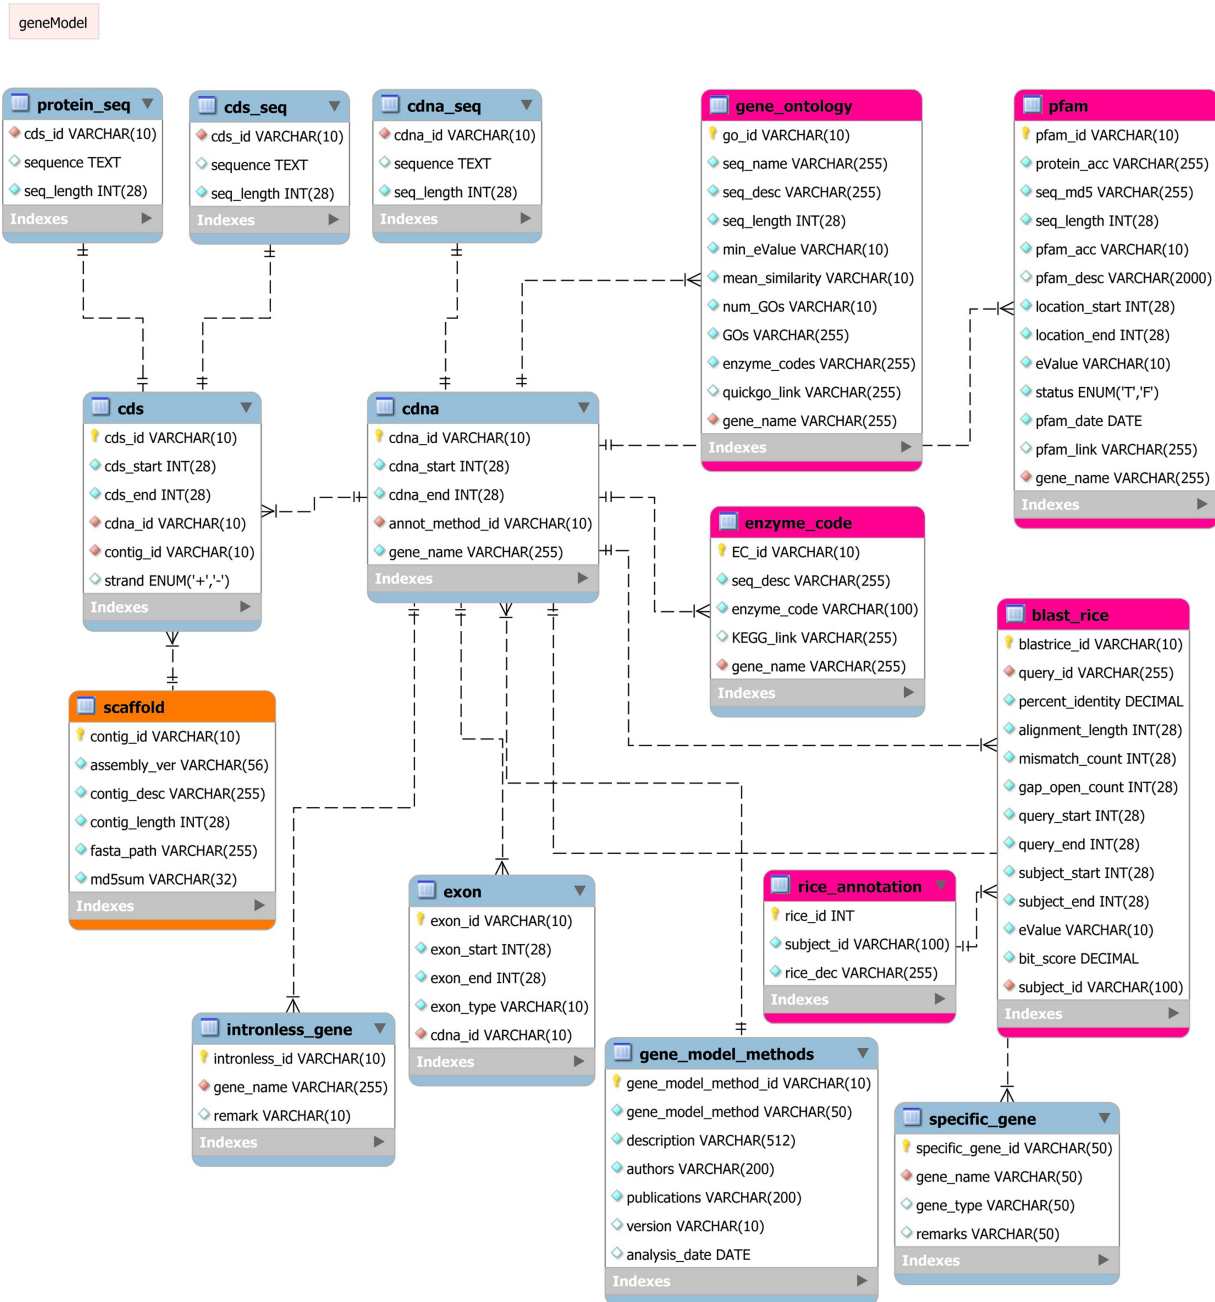 geneModel
protein_seq
cds_id VARCHAR(10)
sequence TEXT
seq_length INT(28)
Indexes
cds_seq
cds_id VARCHAR(10)
sequence TEXT
seq_length INT(28)
Indexes
cdna_seq
cdna_id VARCHAR(10)
sequence TEXT
seq_length INT(28)
Indexes
gene_ontology
go_id VARCHAR(10)
seq_name VARCHAR(255)
seq_desc VARCHAR(255)
seq_length INT(28)
min_eValue VARCHAR(10)
mean_similarity VARCHAR(10)
num_GOs VARCHAR(10)
GOs VARCHAR(255)
enzyme_codes VARCHAR(255)
quickgo_link VARCHAR(255)
gene_name VARCHAR(255)
Indexes
pfam
pfam_id VARCHAR(10)
protein_acc VARCHAR(255)
seq_md5 VARCHAR(255)
seq_length INT(28)
pfam_acc VARCHAR(10)
pfam_desc VARCHAR(2000)
location_start INT(28)
location_end INT(28)
eValue VARCHAR(10)
status ENUM('T','F')
pfam_date DATE
pfam_link VARCHAR(255)
gene_name VARCHAR(255)
Indexes
cds
cds_id VARCHAR(10)
cds_start INT(28)
cds_end INT(28)
cdna_id VARCHAR(10)
contig_id VARCHAR(10)
strand ENUM('+','-')
Indexes
cdna
cdna_id VARCHAR(10)
cdna_start INT(28)
cdna_end INT(28)
annot_method_id VARCHAR(10)
gene_name VARCHAR(255)
Indexes
enzyme_code
EC_id VARCHAR(10)
seq_desc VARCHAR(255)
enzyme_code VARCHAR(100)
KEGG_link VARCHAR(255)
gene_name VARCHAR(255)
Indexes
blast_rice
blastrice_id VARCHAR(10)
query_id VARCHAR(255)
percent_identity DECIMAL
alignment_length INT(28)
mismatch_count INT(28)
gap_open_count INT(28)
query_start INT(28)
query_end INT(28)
subject_start INT(28)
subject_end INT(28)
eValue VARCHAR(10)
bit_score DECIMAL
subject_id VARCHAR(100)
Indexes
scaffold
contig_id VARCHAR(10)
assembly_ver VARCHAR(56)
contig_desc VARCHAR(255)
contig_length INT(28)
fasta_path VARCHAR(255)
md5sum VARCHAR(32)
Indexes
exon
exon_id VARCHAR(10)
exon_start INT(28)
exon_end INT(28)
exon_type VARCHAR(10)
cdna_id VARCHAR(10)
Indexes
rice_annotation
rice_id INT
subject_id VARCHAR(100)
rice_dec VARCHAR(255)
Indexes
intronless_gene
intronless_id VARCHAR(10)
gene_name VARCHAR(255)
remark VARCHAR(10)
Indexes
gene_model_methods
gene_model_method_id VARCHAR(10)
gene_model_method VARCHAR(50)
description VARCHAR(512)
authors VARCHAR(200)
publications VARCHAR(200)
version VARCHAR(10)
analysis_date DATE
Indexes
specific_gene
specific_gene_id VARCHAR(50)
gene_name VARCHAR(50)
gene_type VARCHAR(50)
remarks VARCHAR(50)
Indexes